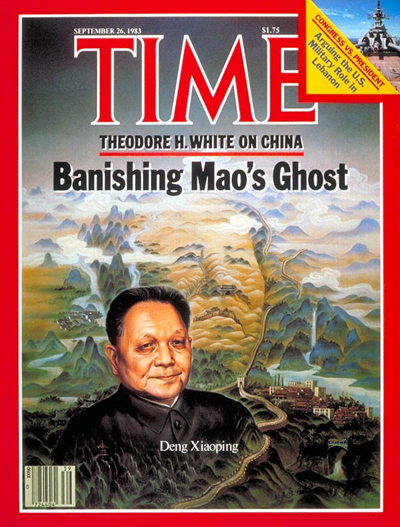 SEPTEMBER 26, 1983
$1.75
CONGRESS VS. PRESIDENT
Arguing the U.S.
Military Role in
Lebanon
TIME
THEODORE H. WHITE ON CHINA
Banishing Mao's Ghost
Deng Xiaoping
39